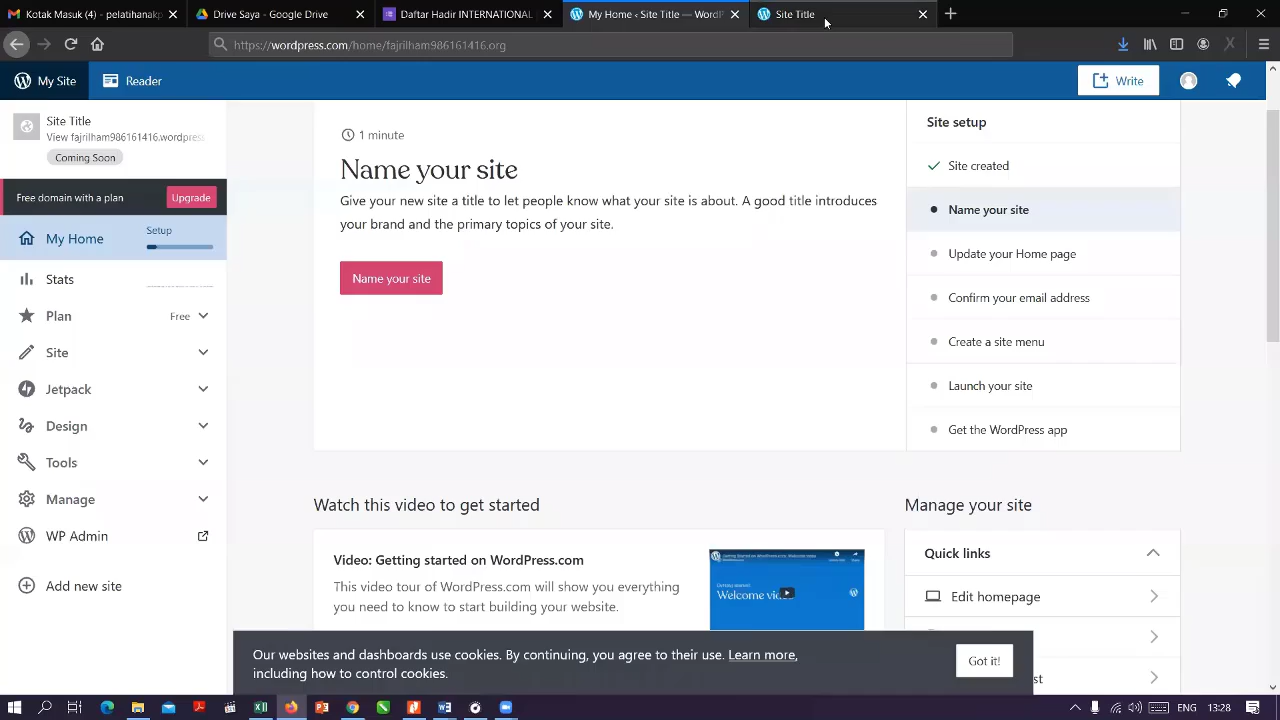 Kotak Masuk (3) - pelatihanakp
Drive Saya - Google Drive
Daftar Hadir INTERNATIONAL
My Home ‹ Site Title — WordPr
Site Title
https://wordpress.com/home/fajrilham986161416.org
My Site
Reader
Write
Site Title
View fajrilham986161416.wordpress
Coming Soon
Free domain with a plan
Upgrade
My Home
Setup
Stats
Plan
Free
Site
Jetpack
Design
Tools
Manage
WP Admin
Add new site
1 minute
Name your site
Give your new site a title to let people know what your site is about. A good title introduces
your brand and the primary topics of your site.
Name your site
Site setup
Site created
Name your site
Update your Home page
Confirm your email address
Create a site menu
Launch your site
Get the WordPress app
Watch this video to get started
Video: Getting started on WordPress.com
This video tour of WordPress.com will show you everything
you need to know to start building your website.
Welcome video
Manage your site
Quick links
Edit homepage
st
Our websites and dashboards use cookies. By continuing, you agree to their use. Learn more,
including how to control cookies.
Got it!
ENG
13:28